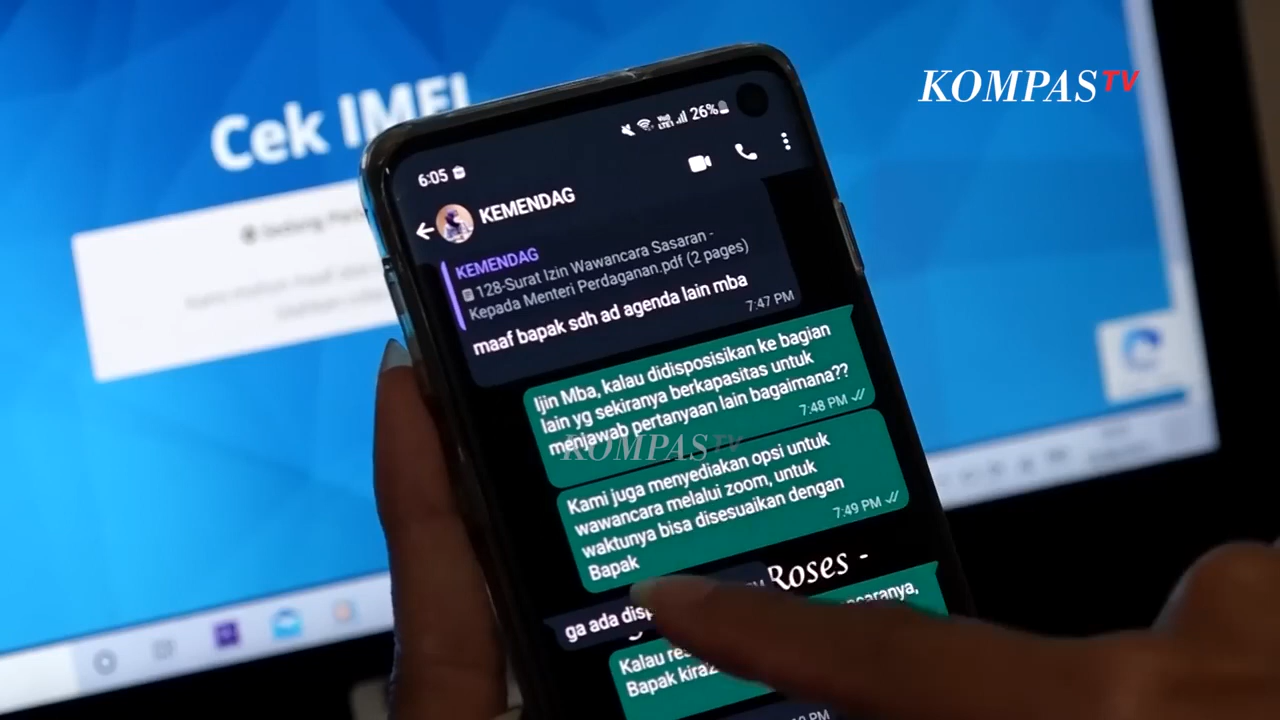 KOMPAS TV
Cek IMEI
6:05
VoLTE1 26%
KEMENDAG
KEMENDAG
128-Surat Izin Wawancara Sasaran -
Kepada Menteri Perdaganan.pdf (2 pages)
maaf bapak sdh ad agenda lain mba
7:47 PM
Ijin Mba, kalau didisposisikan ke bagian
lain yg sekiranya berkapasitas untuk
menjawab pertanyaan lain bagaimana??
7:48 PM
KOMPAS TV
Kami juga menyediakan opsi untuk
wawancara melalui zoom, untuk
waktunya bisa disesuaikan dengan
Bapak
7:49 PM
Roses -
ga ada
Kalau
Bapak
PM